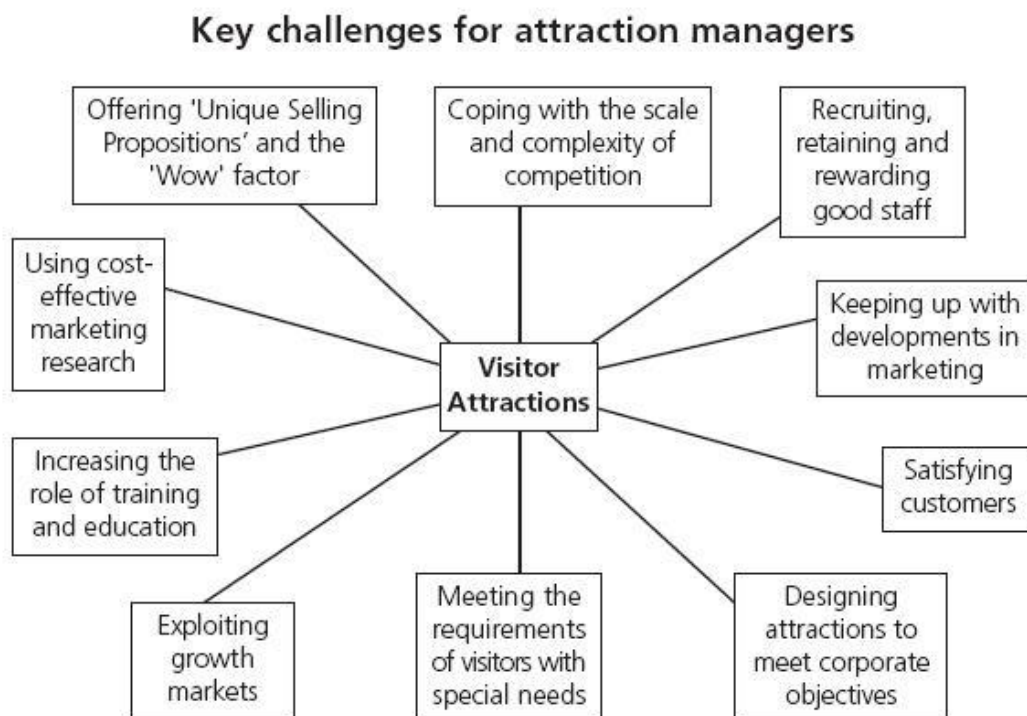 Key challenges for attraction managers
Offering 'Unique Selling
Propositions’ and the
'Wow' factor
Coping with the scale
and complexity of
competition
Recruiting,
retaining and
rewarding
good staff
Using cost-
effective
marketing
research
Keeping up with
developments in
marketing
Visitor
Attractions
Increasing the
role of training
and education
Satisfying
customers
Exploiting
growth
markets
Meeting the
requirements
of visitors with
special needs
Designing
attractions to
meet corporate
objectives